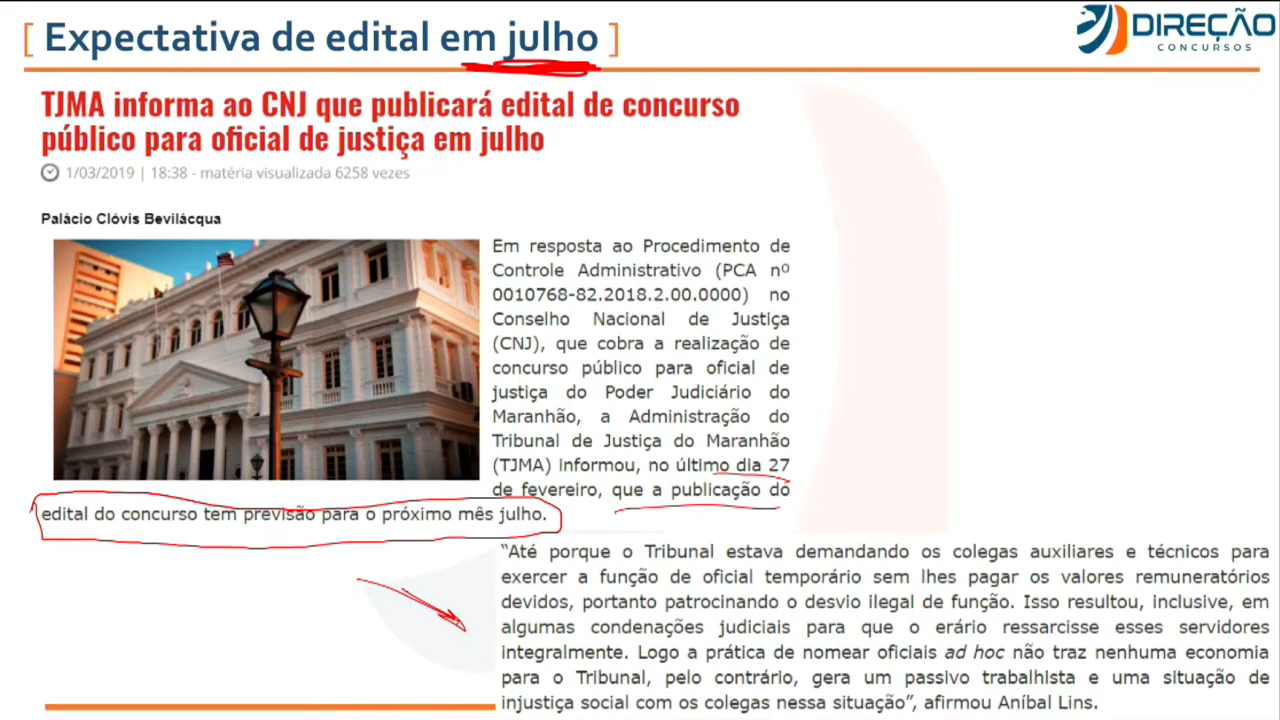 [ Expectativa de edital em julho ]
DIREÇÃO
CONCURSOS
TJMA informa ao CNJ que publicará edital de concurso
público para oficial de justiça em julho
1/03/2019 | 18:38 - matéria visualizada 6258 vezes
Palácio Clóvis Bevilácqua
Em resposta ao Procedimento de
Controle Administrativo (PCA nº
0010768-82.2018.2.00.0000) no
Conselho Nacional de Justiça
(CNJ), que cobra a realização de
concurso público para oficial de
justiça do Poder Judiciário do
Maranhão, a Administração do
Tribunal de Justiça do Maranhão
(TJMA) informou, no último dia 27
de fevereiro, que a publicação do
edital do concurso tem previsão para o próximo mês julho.
“Até porque o Tribunal estava demandando os colegas auxiliares e técnicos para
exercer a função de oficial temporário sem lhes pagar os valores remuneratórios
devidos, portanto patrocinando o desvio ilegal de função. Isso resultou, inclusive, em
algumas condenações judiciais para que o erário ressarcisse esses servidores
integralmente. Logo a prática de nomear oficiais ad hoc não traz nenhuma economia
para o Tribunal, pelo contrário, gera um passivo trabalhista e uma situação de
injustiça social com os colegas nessa situação”, afirmou Aníbal Lins.